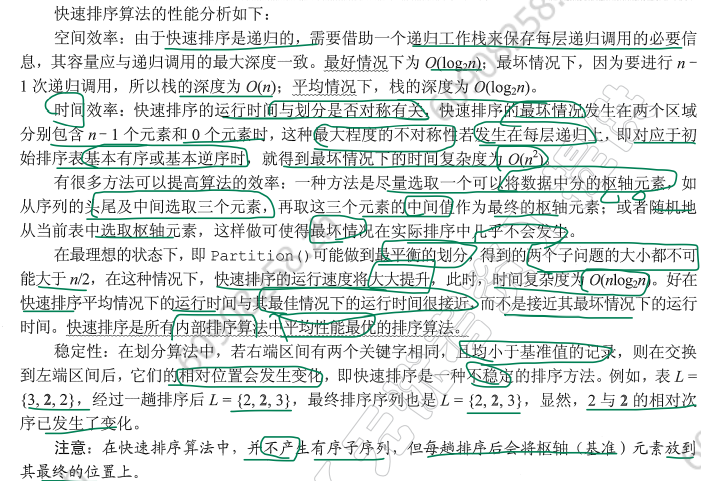 快速排序算法的性能分析如下：
空间效率：由于快速排序是递归的，需要借助一个递归工作栈来保存每层递归调用的必要信
息，其容量应与递归调用的最大深度一致。最好情况下为 O(log₂n)；最坏情况下，因为要进行 n −
1 次递归调用，所以栈的深度为 O(n)；平均情况下，栈的深度为 O(log₂n)。
时间效率：快速排序的运行时间与划分是否对称有关，快速排序的最坏情况发生在两个区域
分别包含 n − 1 个元素和 0 个元素时，这种最大程度的不对称性若发生在每层递归上，即对应于初
始排序表基本有序或基本逆序时，就得到最坏情况下的时间复杂度为 O(n²)。
有很多方法可以提高算法的效率：一种方法是尽量选取一个可以将数据中分的枢轴元素，如
从序列的头尾及中间选取三个元素，再取这三个元素的中间值作为最终的枢轴元素；或者随机地
从当前表中选取枢轴元素，这样做可使得最坏情况在实际排序中几乎不会发生。
在最理想的状态下，即 Partition() 可能做到最平衡的划分，得到的两个子问题的大小都不可
能大于 n/2，在这种情况下，快速排序的运行速度将大大提升，此时，时间复杂度为 O(nlog₂n)。好在
快速排序平均情况下的运行时间与其最佳情况下的运行时间很接近，而不是接近其最坏情况下的运行
时间。快速排序是所有内部排序算法中平均性能最优的排序算法。
稳定性：在划分算法中，若右端区间有两个关键字相同，且均小于基准值的记录，则在交换
到左端区间后，它们的相对位置会发生变化，即快速排序是一种不稳定的排序方法。例如，表 L =
{3, 2, 2}，经过一趟排序后 L = {2, 2, 3}，最终排序序列也是 L = {2, 2, 3}，显然，2 与 2 的相对次
序已发生了变化。
注意：在快速排序算法中，并不产生有序子序列，但每趟排序后会将枢轴（基准）元素放到
其最终的位置上。